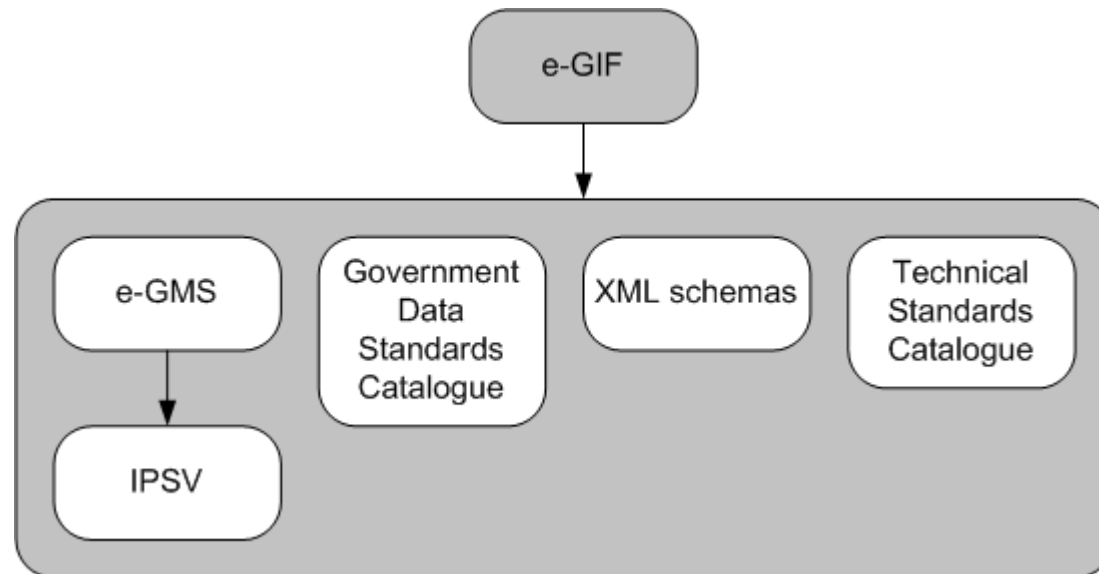 e-GIF
e-GMS
Government
Data
Standards
Catalogue
XML schemas
Technical
Standards
Catalogue
IPSV